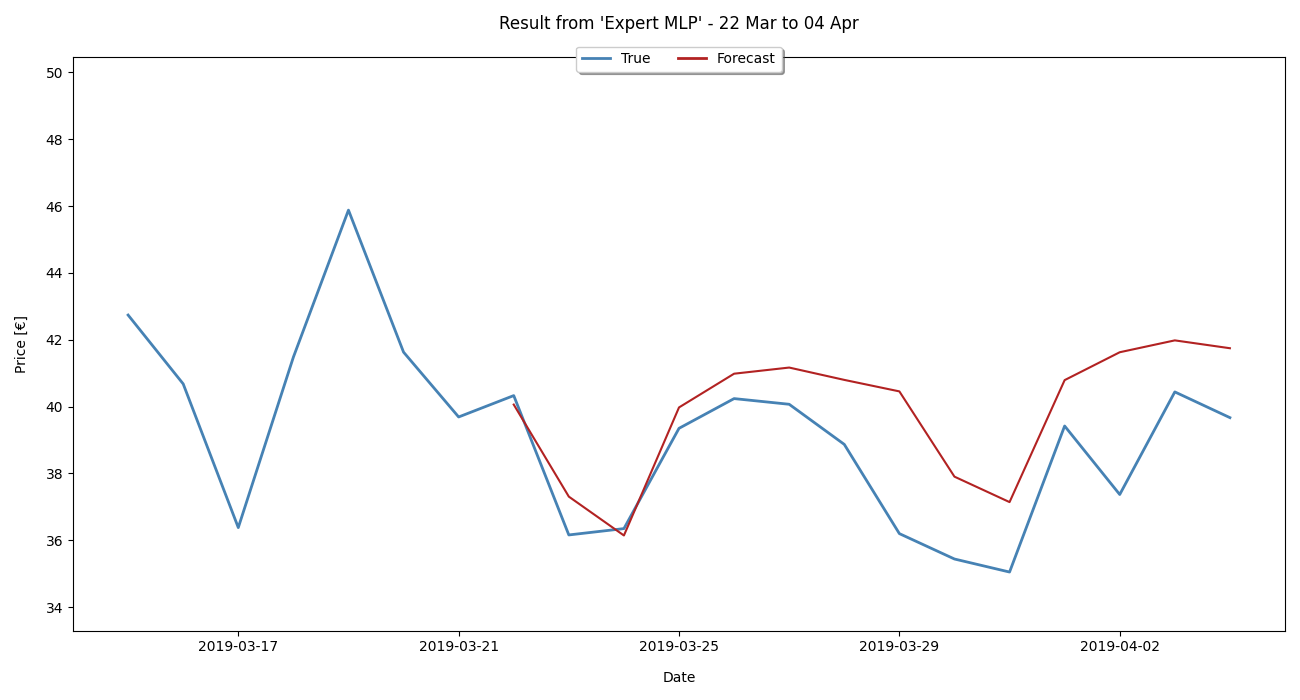 Result from 'Expert MLP' - 22 Mar to 04 Apr
True Forecast
50
48
46
44
42
40
38
36
34
Price [€]
2019-03-17 2019-03-21 2019-03-25 2019-03-29 2019-04-02
Date